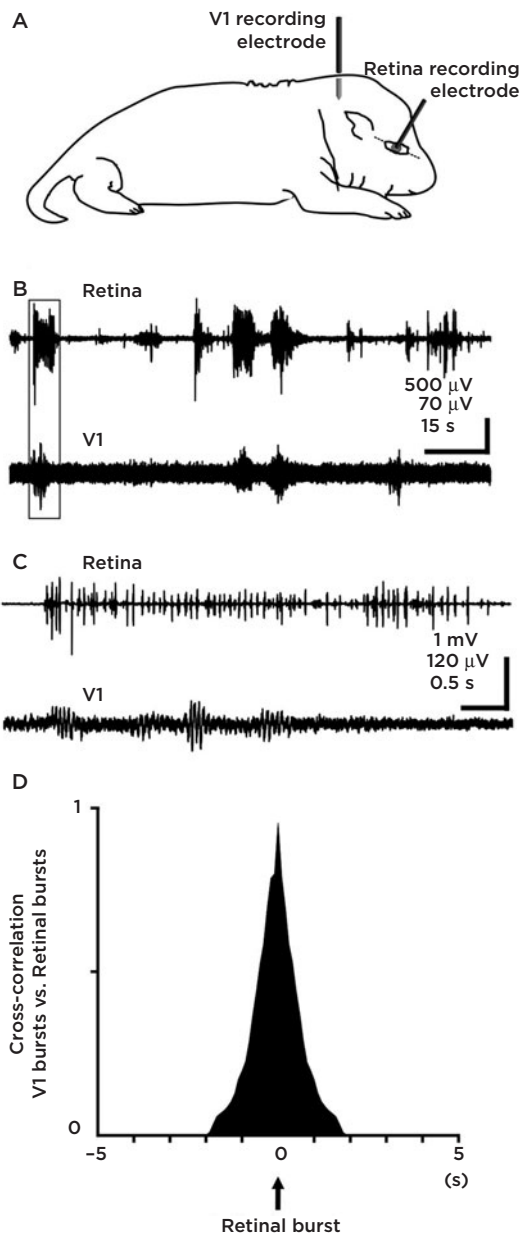 A
V1 recording
electrode
Retina recording
electrode
B
Retina
500 μV
70 μV
15 s
V1
C
Retina
1 mV
120 μV
0.5 s
V1
D
1
Cross-correlation
V1 bursts vs. Retinal bursts
0
−5
0
5
(s)
Retinal burst